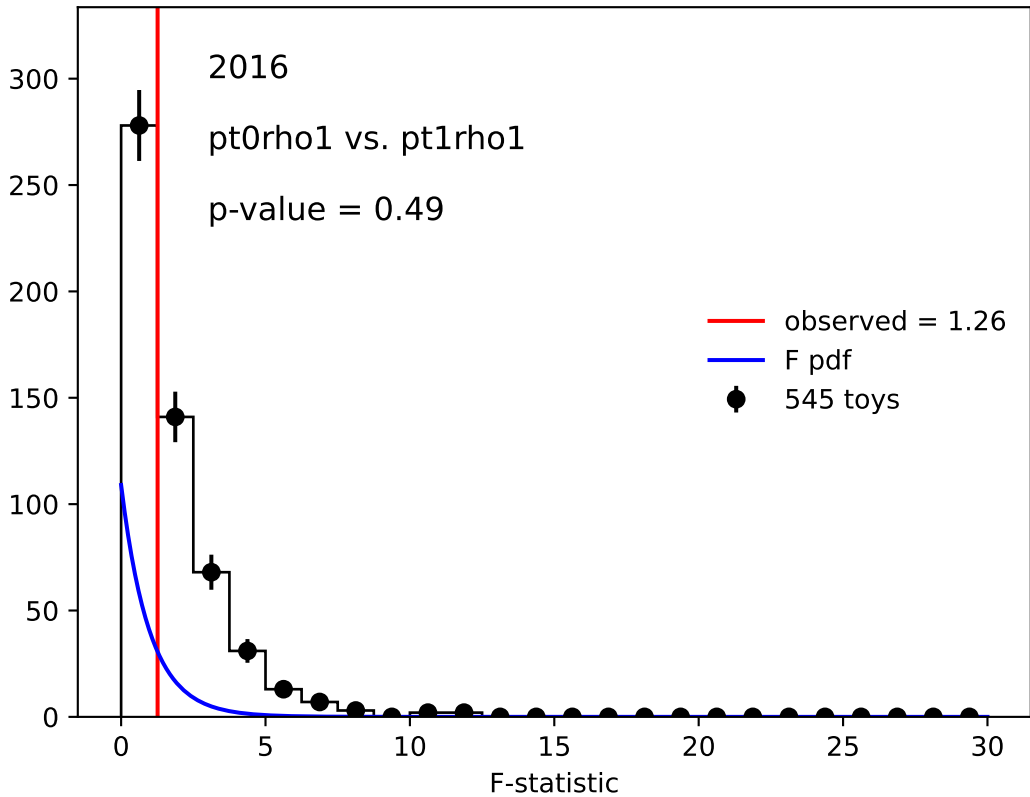 2016
pt0rho1 vs. pt1rho1
p-value = 0.49
observed = 1.26
F pdf
545 toys
300
250
200
150
100
50
0
0 5 10 15 20 25 30
F-statistic